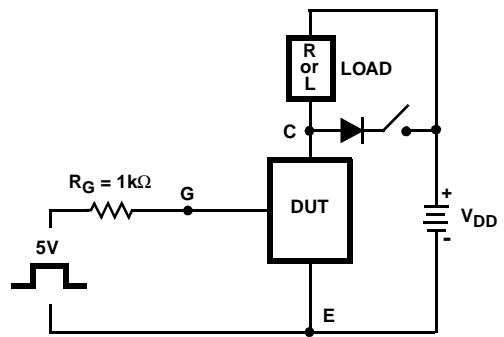 R
or
L
LOAD
C
R_G = 1kΩ
G
DUT
5V
+
V_DD
-
E